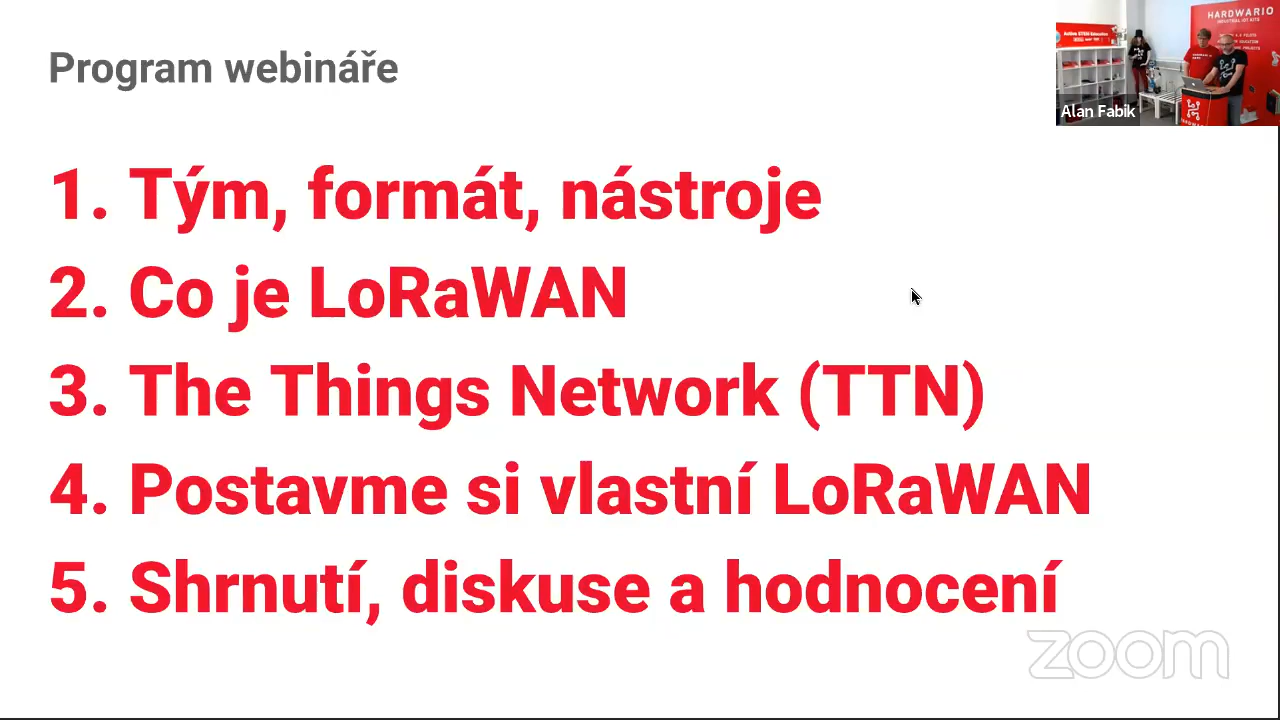 Program webináře
HARDWARIO
Alan Fabik
1. Tým, formát, nástroje
2. Co je LoRaWAN
3. The Things Network (TTN)
4. Postavme si vlastní LoRaWAN
5. Shrnutí, diskuse a hodnocení
zoom